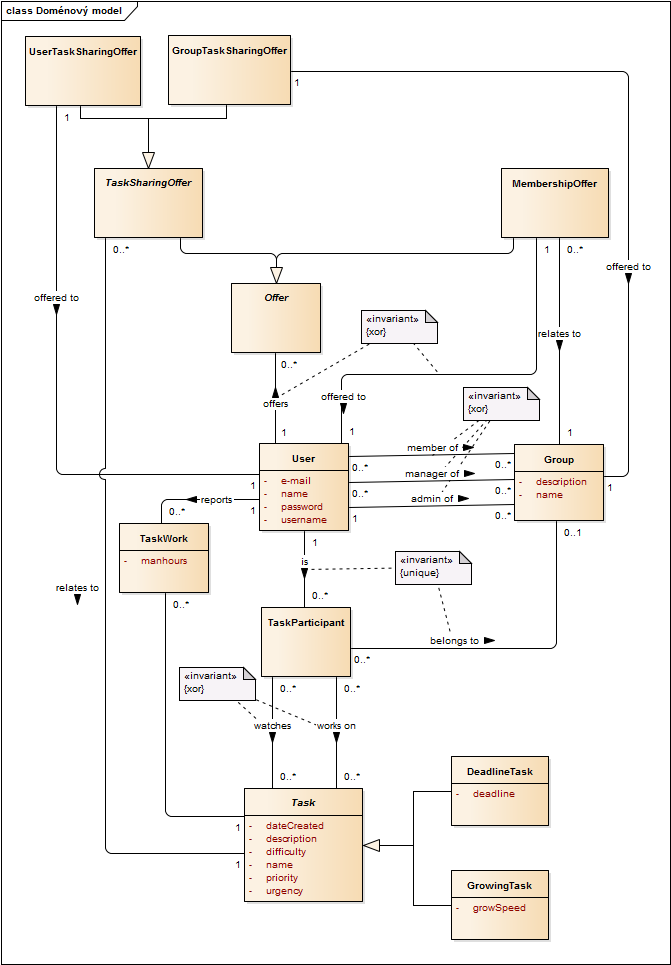 class Doménový model
UserTaskSharingOffer
GroupTaskSharingOffer
1
1
TaskSharingOffer
MembershipOffer
0..*
1
0..*
offered to
offered to
Offer
«invariant»
{xor}
relates to
0..*
offers
offered to
«invariant»
{xor}
1
1
1
User
e-mail
name
password
username
member of
manager of
admin of
0..*
0..*
0..*
0..*
1
0..*
Group
description
name
1
1
1
reports
0..*
0..1
TaskWork
manhours
1
is
«invariant»
{unique}
relates to
0..*
0..*
TaskParticipant
belongs to
0..*
«invariant»
{xor}
0..*
0..*
watches
works on
0..*
0..*
Task
dateCreated
description
difficulty
name
priority
urgency
1
1
DeadlineTask
deadline
GrowingTask
growSpeed